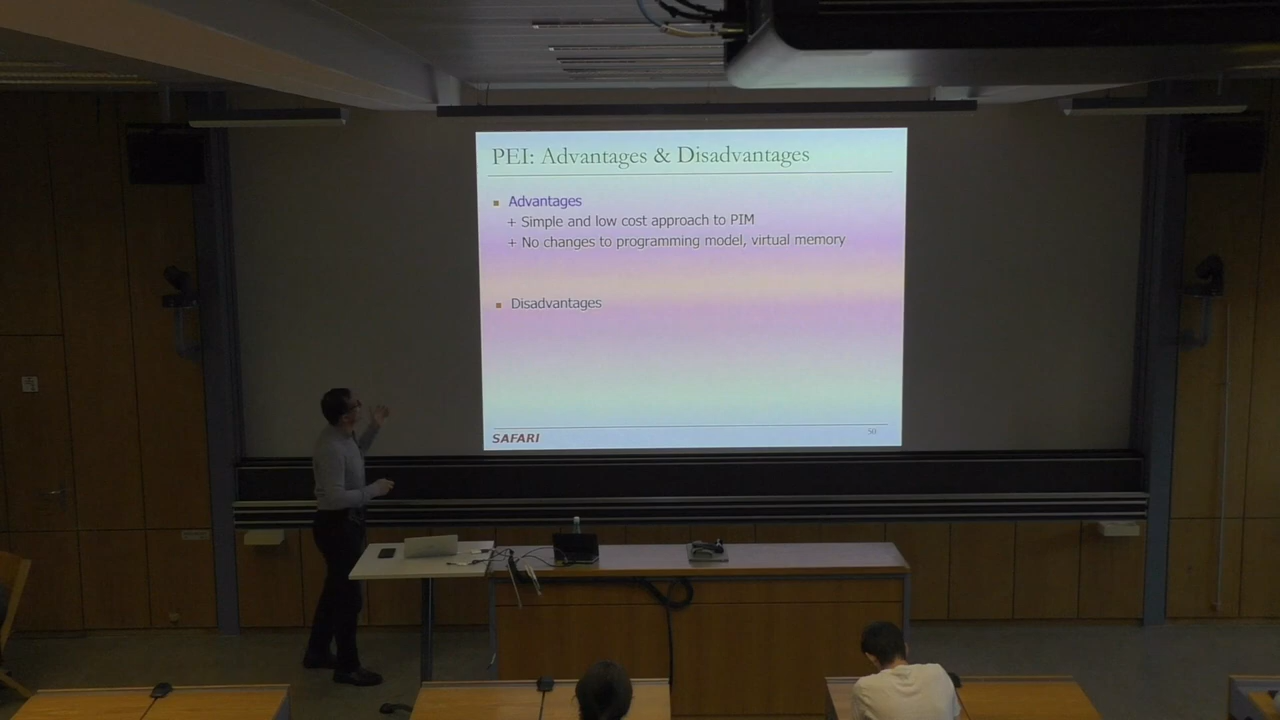 PEI: Advantages & Disadvantages
Advantages
+ Simple and low cost approach to PIM
+ No changes to programming model, virtual memory
Disadvantages
SAFARI
50